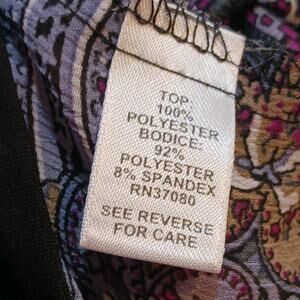 TOP:
100%
POLYESTER
BODICE:
92%
POLYESTER
8% SPANDEX
RN37080
SEE REVERSE
FOR CARE